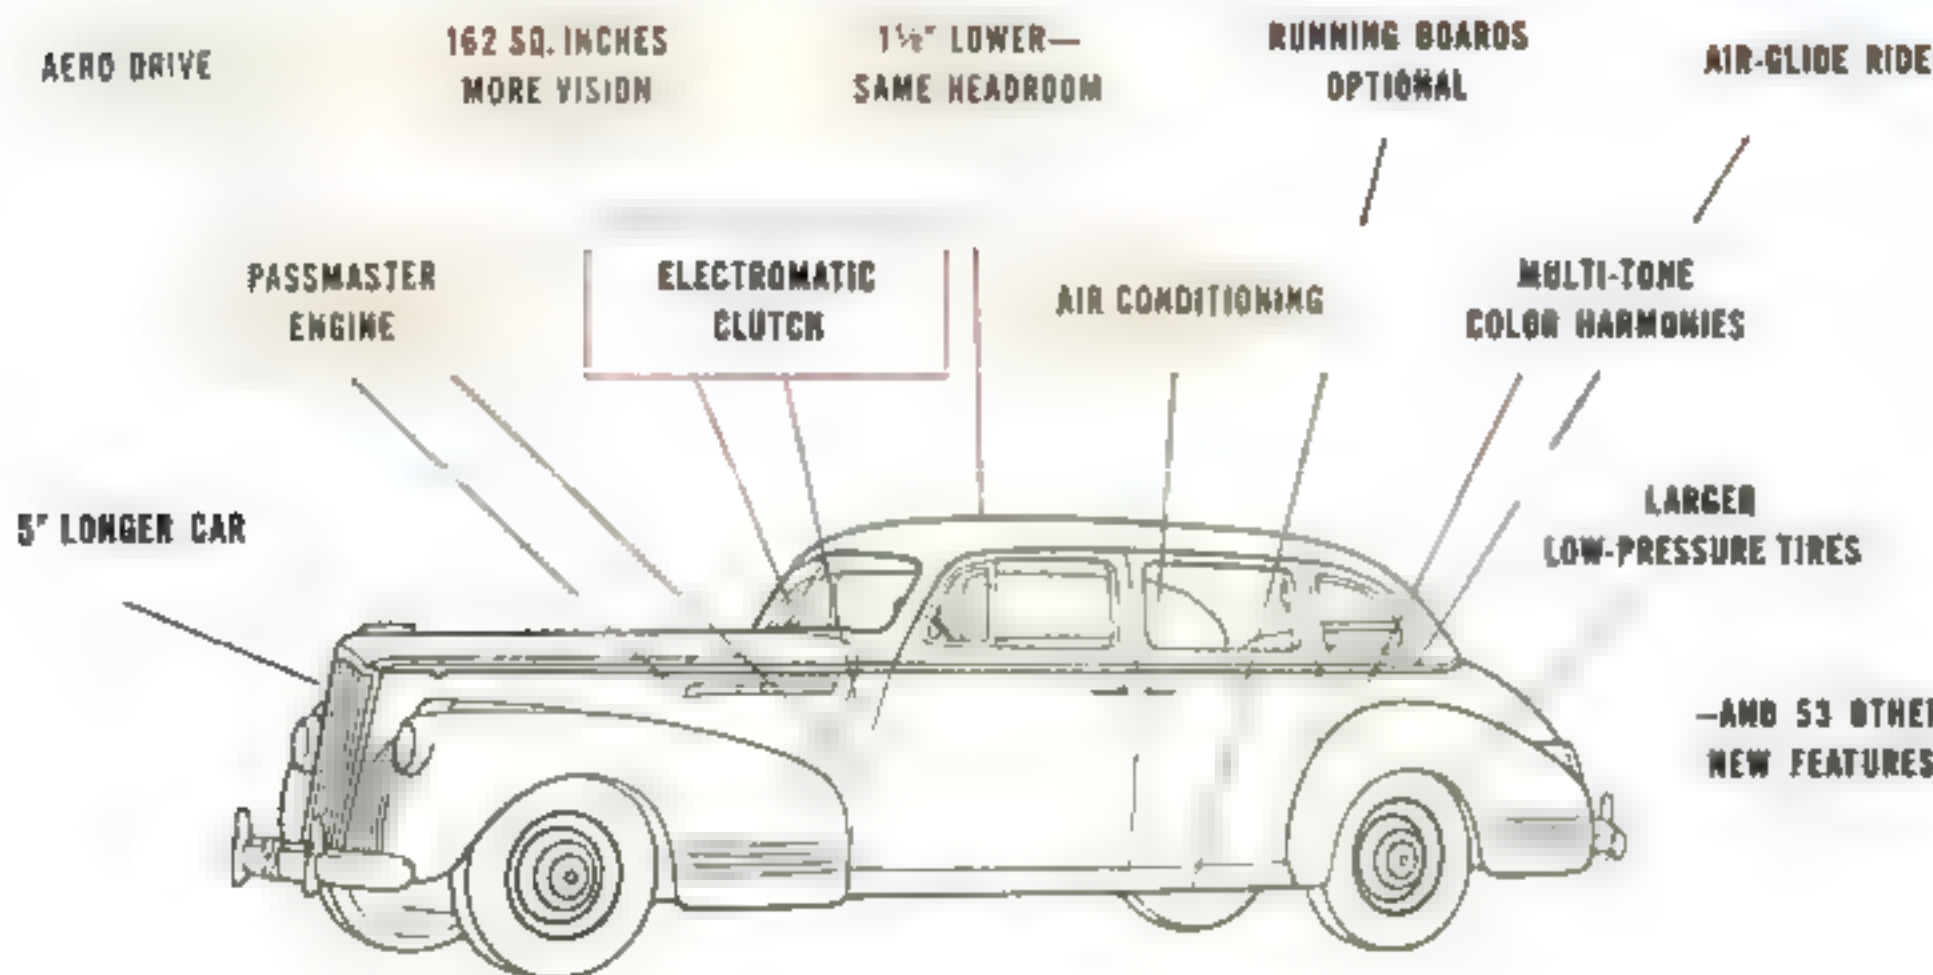 AERO DRIVE
162 SQ. INCHES
MORE VISION
1½" LOWER—
SAME HEADROOM
RUNNING BOARDS
OPTIONAL
AIR-GLIDE RIDE
PASSMASTER
ENGINE
ELECTROMATIC
CLUTCH
AIR CONDITIONING
MULTI-TONE
COLOR HARMONIES
5" LONGER CAR
LARGER
LOW-PRESSURE TIRES
—AND 53 OTHER
NEW FEATURES